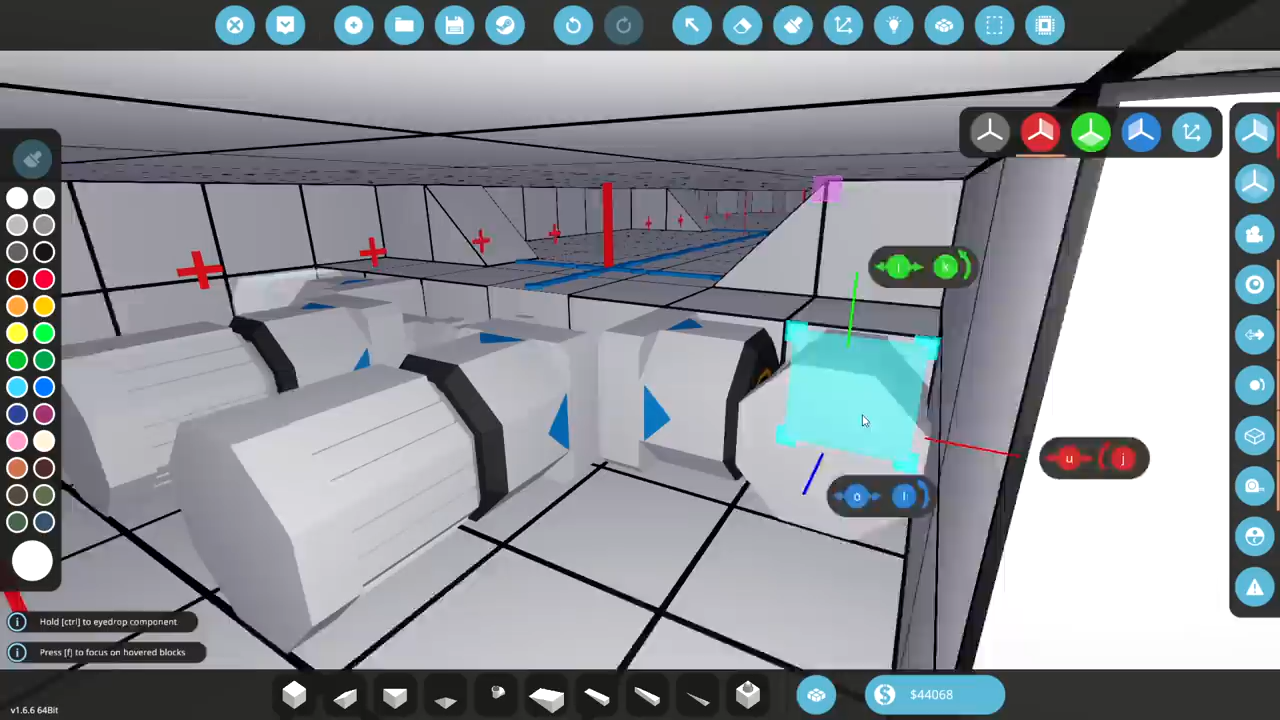 i
k
u
j
o
l
Hold [ctrl] to eyedrop component
Press [f] to focus on hovered blocks
$44068
v1.6.6 64Bit